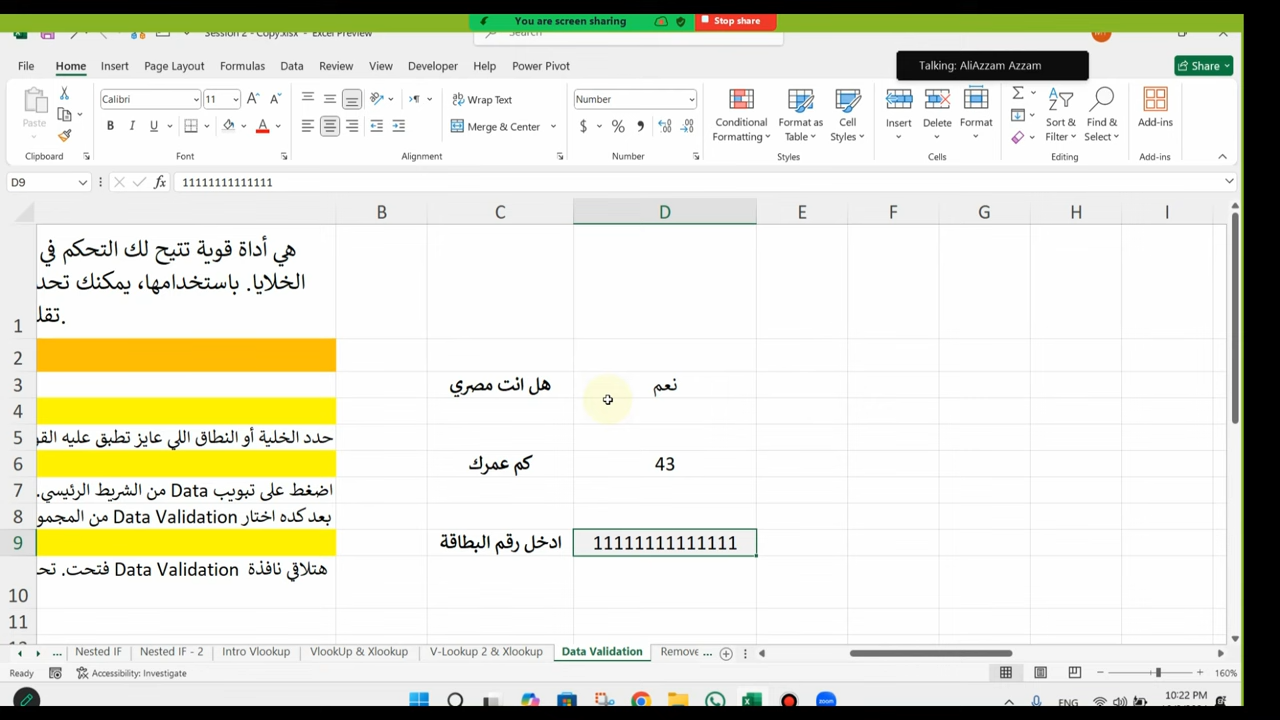 You are screen sharing
Stop share
Session 2 - Copy.xlsx - Excel Preview
Search
Talking: AliAzzam Azzam
File Home Insert Page Layout Formulas Data Review View Developer Help Power Pivot
Share
Paste
Calibri 11
Wrap Text
Merge & Center
Number
Conditional Formatting
Format as Table
Cell Styles
Insert
Delete
Format
Sort & Filter
Find & Select
Add-ins
Clipboard Font Alignment Number Styles Cells Editing Add-ins
D9
11111111111111
B C D E F G H I
1
هي أداة قوية تتيح لك التحكم في
الخلايا. باستخدامها، يمكنك
2
3
هل انت مصري
نعم
4
5
حدد الخلية أو النطاق اللي عايز تطبق عليه
6
كم عمرك
43
7
اضغط على تبويب Data من الشريط الرئيسي.
8
بعد كده اختار Data Validation من
9
ادخل رقم البطاقة
11111111111111
10
هتلاقي نافذة Data Validation فتحت.
11
... Nested IF Nested IF - 2 Intro Vlookup VlookUp & Xlookup V-Lookup 2 & Xlookup Data Validation Remove ...
Ready Accessibility: Investigate
160%
ENG
10:22 PM